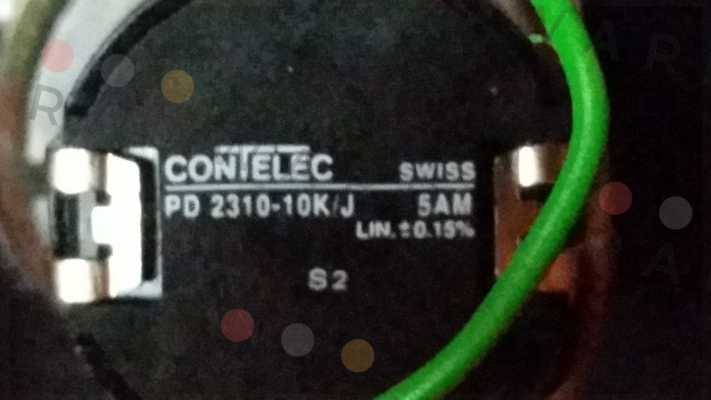 CONTELEC SWISS
PD 2310-10K/J 5AM
LIN. ±0.15%
S2